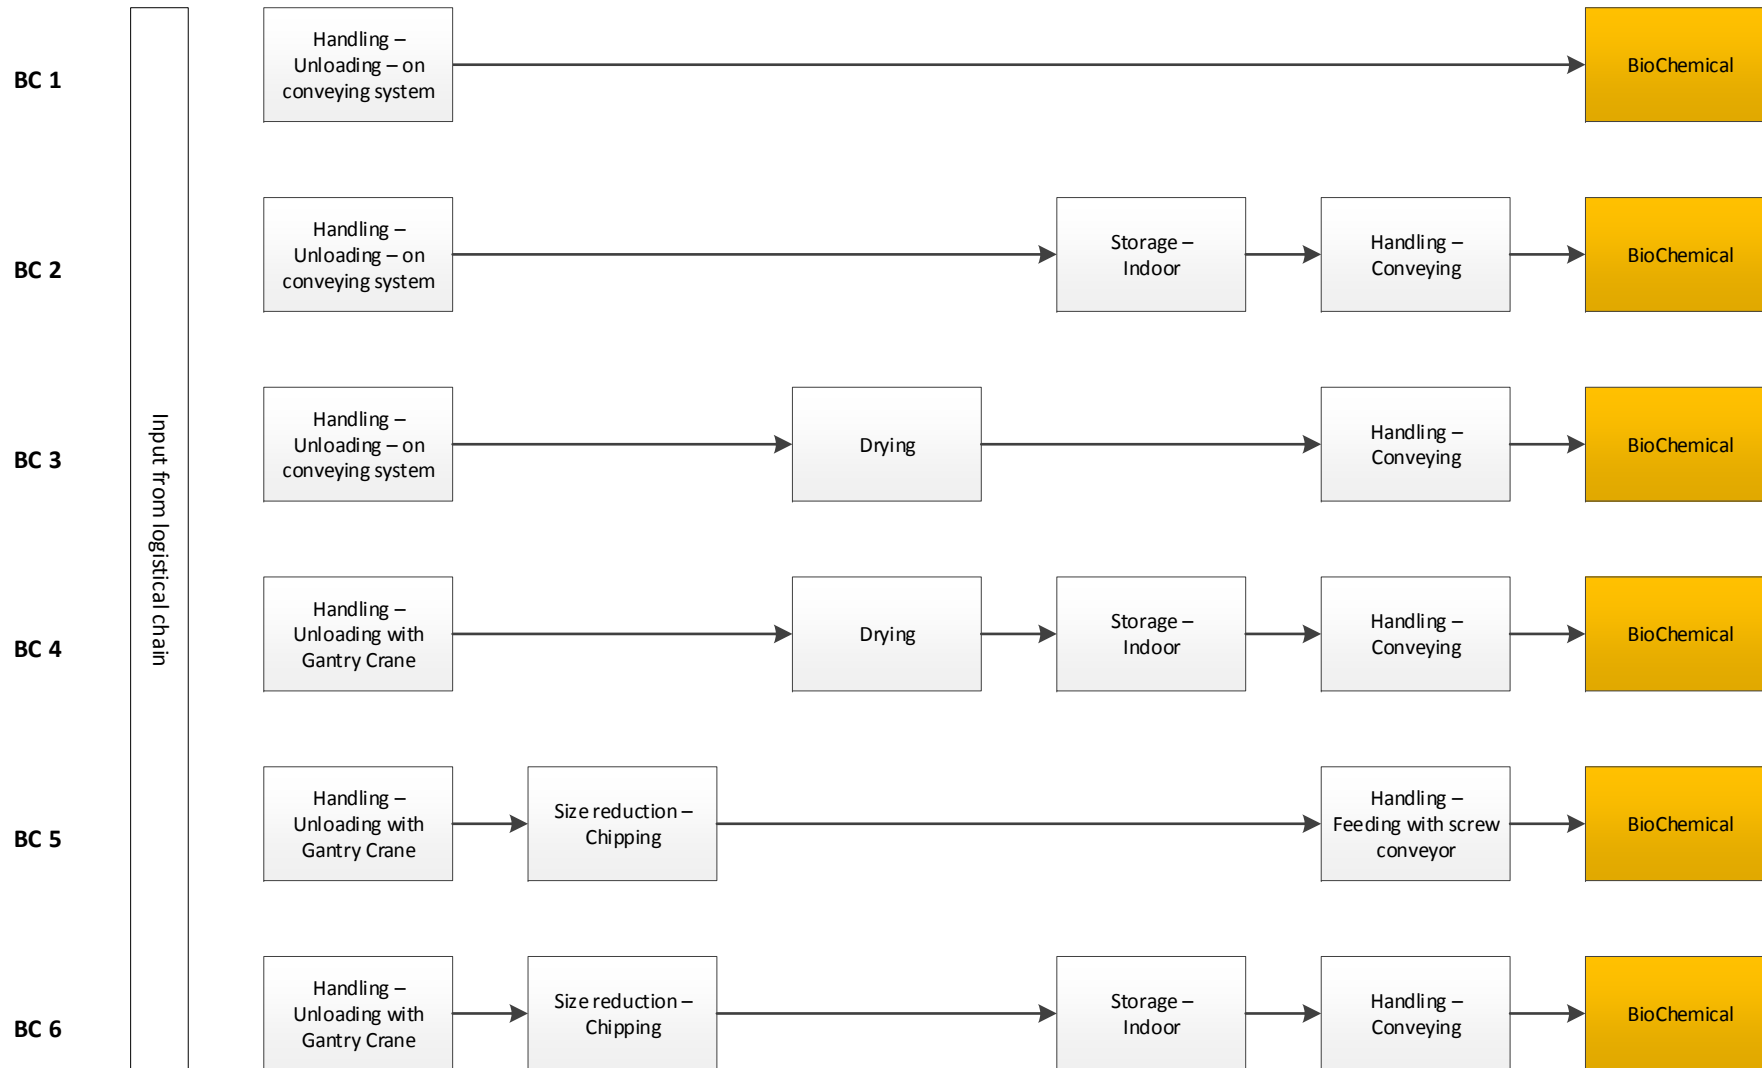 BC 1
Handling –
Unloading – on
conveying system
BioChemical
BC 2
Handling –
Unloading – on
conveying system
Storage –
Indoor
Handling –
Conveying
BioChemical
Input from logistical chain
BC 3
Handling –
Unloading – on
conveying system
Drying
Handling –
Conveying
BioChemical
BC 4
Handling –
Unloading with
Gantry Crane
Drying
Storage –
Indoor
Handling –
Conveying
BioChemical
BC 5
Handling –
Unloading with
Gantry Crane
Size reduction –
Chipping
Handling –
Feeding with screw
conveyor
BioChemical
BC 6
Handling –
Unloading with
Gantry Crane
Size reduction –
Chipping
Storage –
Indoor
Handling –
Conveying
BioChemical